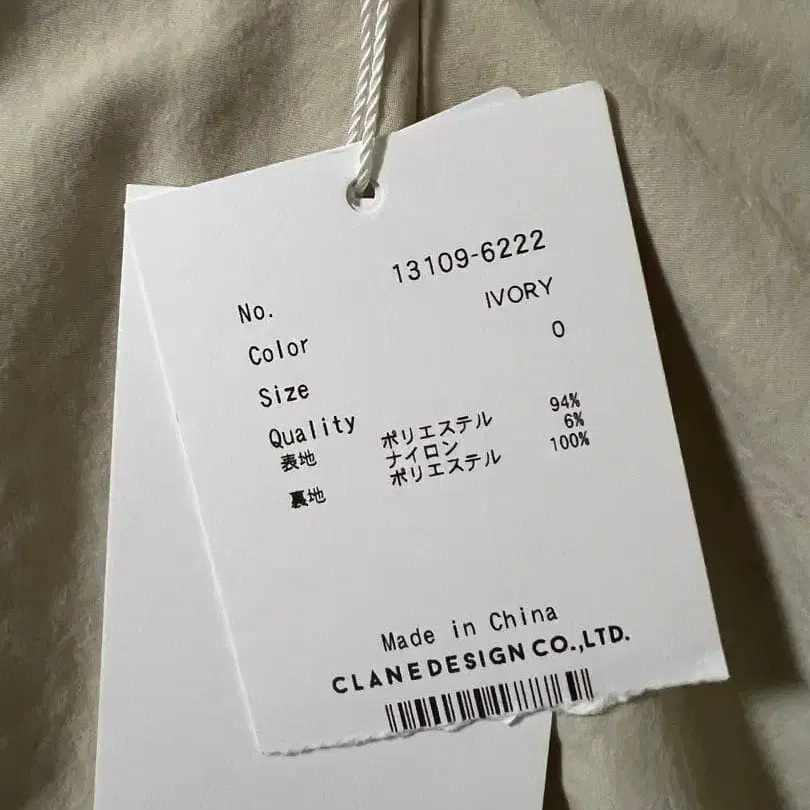 No. 13109-6222
Color IVORY
Size 0
Quality
表地 ポリエステル 94%
ナイロン 6%
裏地 ポリエステル 100%
Made in China
CLANEDESIGN CO.,LTD.